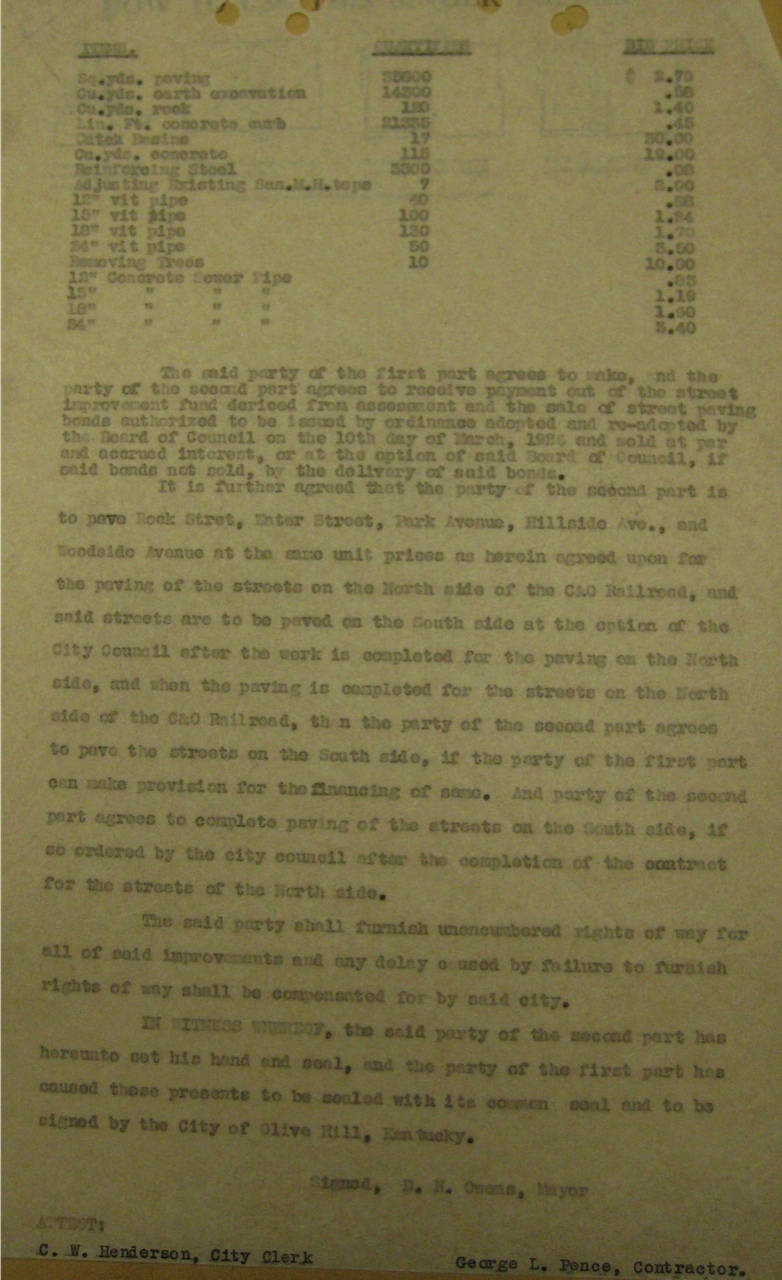 ITEMS. QUANTITIES BID PRICE
Sq.yds. paving 35800 $ 2.70
Cu.yds. earth excavation 14300 .58
Cu.yds. rock 120 1.40
Lin. Ft. concrete curb 21335 .45
Catch Basins 17
Cu.yds. concrete 115 19.00
Reinforcing Steel 3300 .08
Adjusting Existing San.M.H.tops 7
12" vit pipe 40
15" vit pipe 100 1.24
18" vit pipe 130 1.70
24" vit pipe 50
Removing Trees 10 10.00
12" Concrete Sewer Pipe
15" " " " 1.19
18" " " "
24" " " "
The said party of the first part agrees to make, nd the
party of the second part agrees to receive payment out of the street
improvement fund dericed from assessment and the sale of street paving
bonds authorized to be issued by ordinance adopted and re-adopted by
the Board of Council on the 10th day of March, and sold at par
and accrued interest, or at the option of said Board of Council, if
said bonds not sold, by the delivery of said bonds.
It is further agreed that the party of the second part is
to pave Rock Stret, Water Street, Park Avenue, Hillside Ave., and
Woodside Avenue at the same unit prices as herein agreed upon for
the paving of the streets on the North side of the C&O Railroad, and
said streets are to be paved on the South side at the option of the
City Council after the work is completed for the paving on the North
side, and when the paving is completed for the streets on the North
side of the C&O Railroad, th n the party of the second part agrees
to pave the streets on the South side, if the party of the first part
can make provision for the financing of same. And party of the second
part agrees to complete paving of the streets on the South side, if
so ordered by the city council after the completion of the contract
for the streets of the North side.
The said party shall furnish unencumbered rights of way for
all of said improvements and any delay c used by failure to furnish
rights of way shall be compensated for by said city.
IN WITNESS WHEREOF, the said party of the second part has
hereunto set his hand and seal, and the party of the first part has
caused these presents to be sealed with its common seal and to be
signed by the City of Olive Hill, Kentucky.
Signed, D. H. Owens, Mayor
ATTEST:
C. W. Henderson, City Clerk George L. Pence, Contractor.